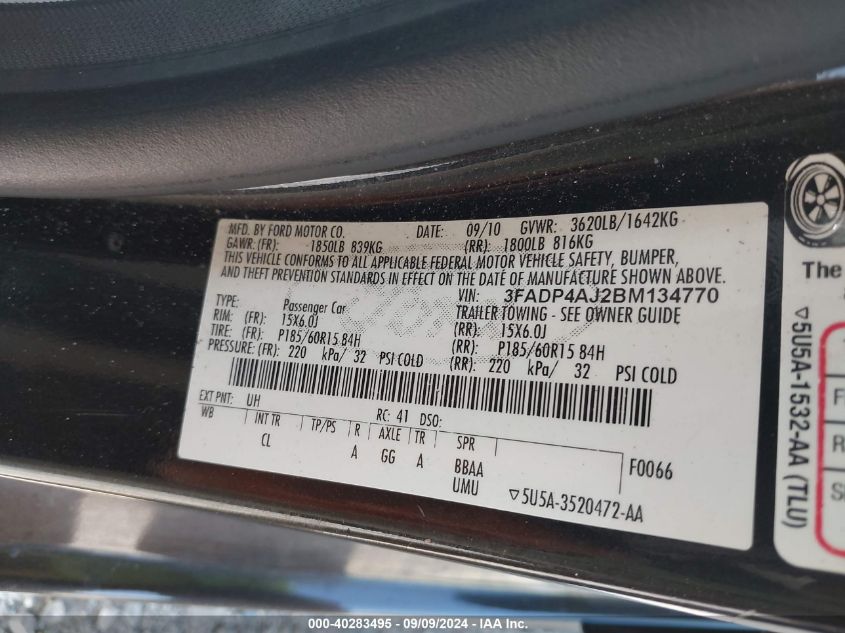 MFD. BY FORD MOTOR CO. DATE: 09/10 GVWR: 3620LB/1642KG
GAWR: (FR): 1850LB 839KG (RR): 1800LB 816KG
THIS VEHICLE CONFORMS TO ALL APPLICABLE FEDERAL MOTOR VEHICLE SAFETY, BUMPER,
AND THEFT PREVENTION STANDARDS IN EFFECT ON THE DATE OF MANUFACTURE SHOWN ABOVE.
VIN: 3FADP4AJ2BM134770
TYPE: Passenger Car TRAILER TOWING - SEE OWNER GUIDE
RIM: (FR): 15X6.0J (RR): 15X6.0J
TIRE: (FR): P185/60R15 84H (RR): P185/60R15 84H
PRESSURE: (FR): 220 kPa/ 32 PSI COLD (RR): 220 kPa/ 32 PSI COLD
EXT PNT: UH RC: 41 DSO:
WB INT TR TP/PS R AXLE TR SPR
CL A GG A BBAA F0066
UMU ▽5U5A-3520472-AA
The
▽5U5A-1532-AA (TLU)
F
R
000-40283495 - 09/09/2024 - IAA Inc.